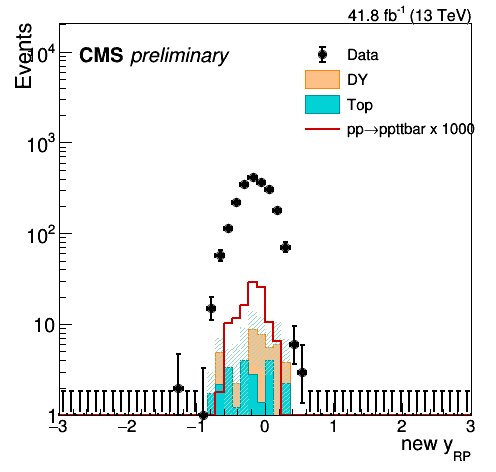 41.8 fb⁻¹ (13 TeV)
Events
CMS preliminary
Data
DY
Top
pp→ppttbar x 1000
10⁴
10³
10²
10
1
−3 −2 −1 0 1 2 3
new y_RP